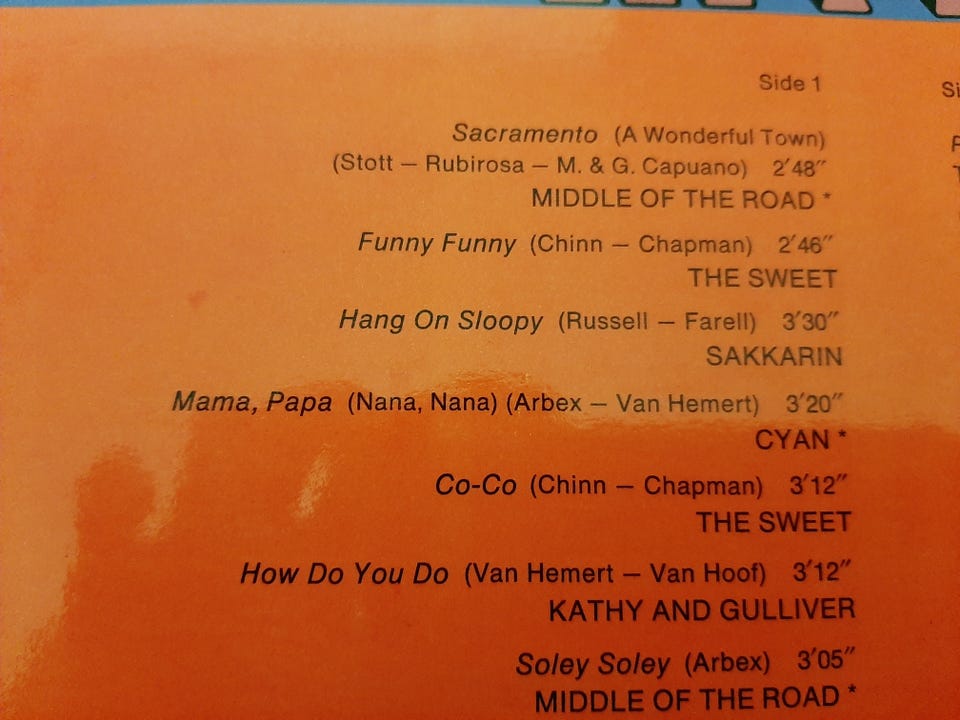 Side 1
Sacramento (A Wonderful Town)
(Stott – Rubirosa – M. & G. Capuano) 2′48″
MIDDLE OF THE ROAD *
Funny Funny (Chinn – Chapman) 2′46″
THE SWEET
Hang On Sloopy (Russell – Farell) 3′30″
SAKKARIN
Mama, Papa (Nana, Nana) (Arbex – Van Hemert) 3′20″
CYAN *
Co-Co (Chinn – Chapman) 3′12″
THE SWEET
How Do You Do (Van Hemert – Van Hoof) 3′12″
KATHY AND GULLIVER
Soley Soley (Arbex) 3′05″
MIDDLE OF THE ROAD *